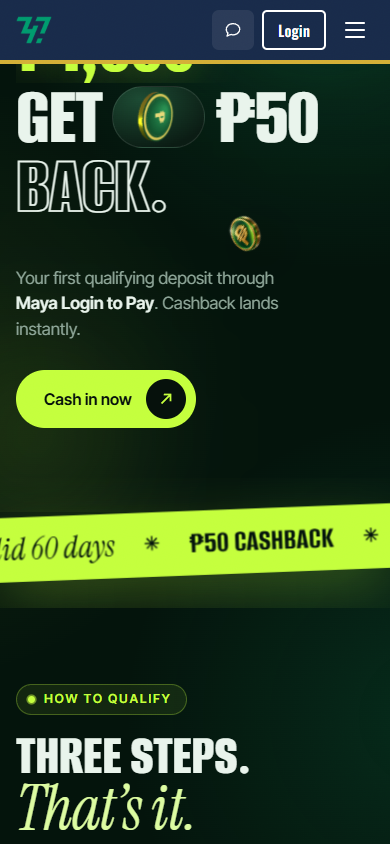 Login
GET ₱50
BACK.
Your first qualifying deposit through
Maya Login to Pay. Cashback lands
instantly.
Cash in now
60 days * ₱50 CASHBACK *
HOW TO QUALIFY
THREE STEPS.
That's it.